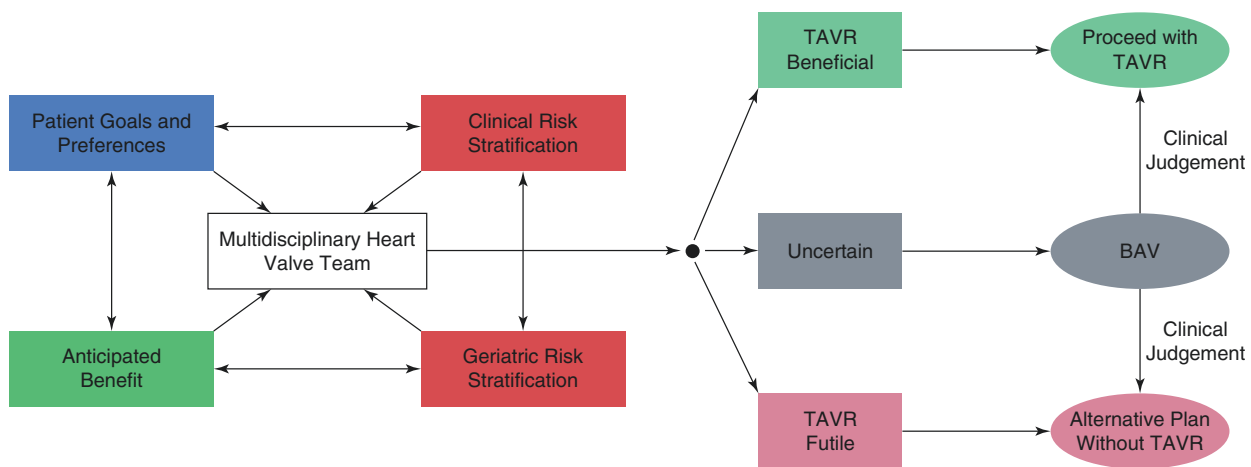 Patient Goals and
Preferences
Clinical Risk
Stratification
Multidisciplinary Heart
Valve Team
Anticipated
Benefit
Geriatric Risk
Stratification
TAVR
Beneficial
Proceed with
TAVR
Clinical
Judgement
Uncertain
BAV
Clinical
Judgement
TAVR
Futile
Alternative Plan
Without TAVR